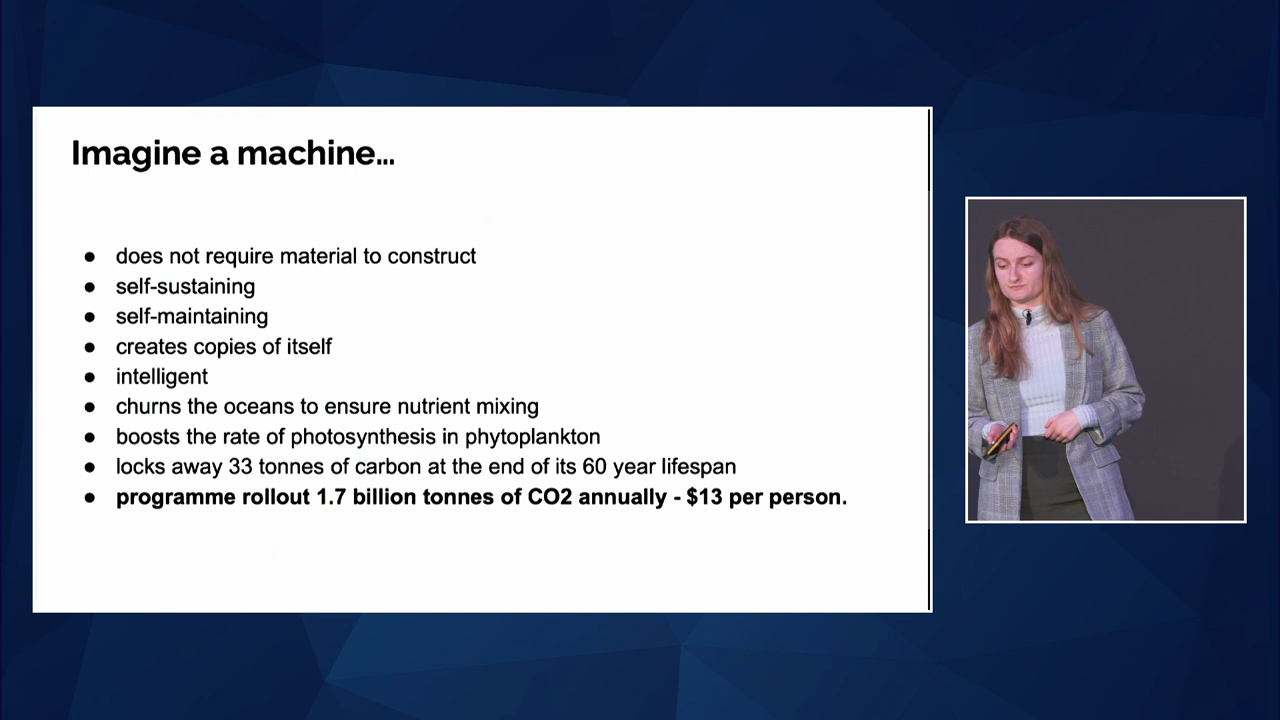 Imagine a machine…
● does not require material to construct
● self-sustaining
● self-maintaining
● creates copies of itself
● intelligent
● churns the oceans to ensure nutrient mixing
● boosts the rate of photosynthesis in phytoplankton
● locks away 33 tonnes of carbon at the end of its 60 year lifespan
● programme rollout 1.7 billion tonnes of CO2 annually - $13 per person.